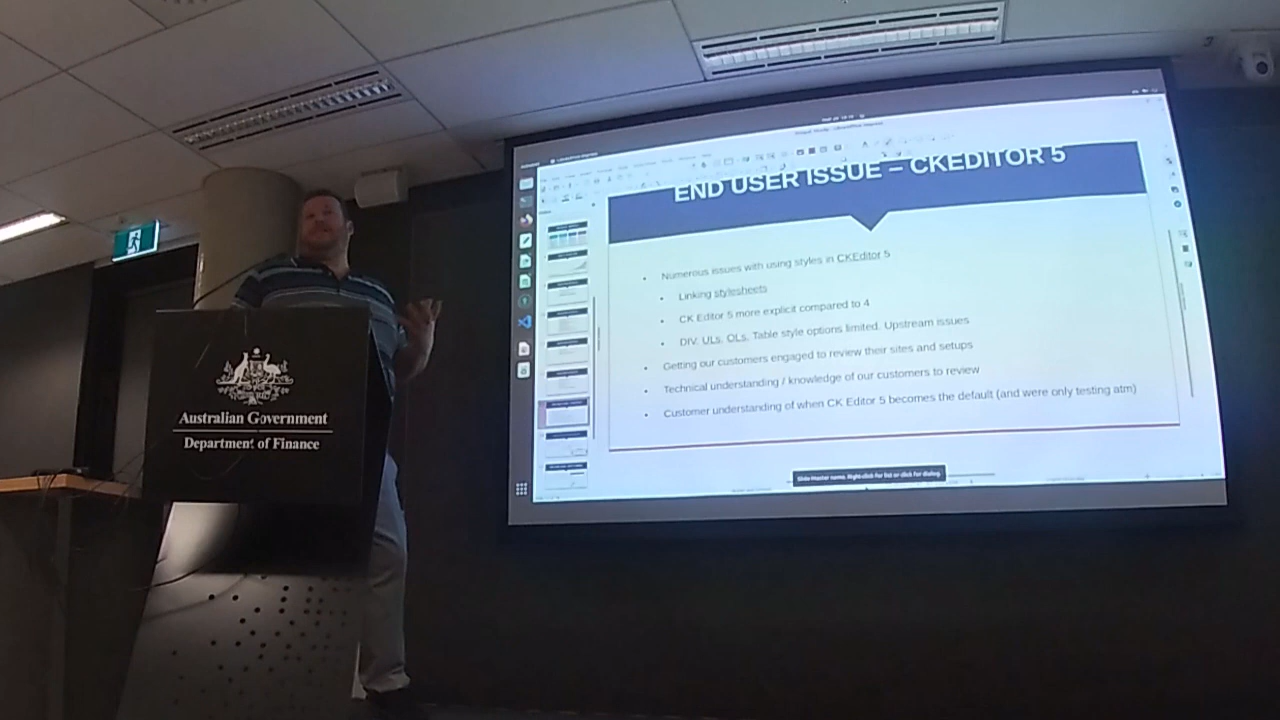 END USER ISSUE – CKEDITOR 5
Numerous issues with using styles in CKEditor 5
Linking stylesheets
CK Editor 5 more explicit compared to 4
DIV, ULs, OLs, Table style options limited. Upstream issues
Getting our customers engaged to review their sites and setups
Technical understanding / knowledge of our customers to review
Customer understanding of when CK Editor 5 becomes the default (and were only testing atm)
Slide Master name. Right-click for list or click for dialog.
Australian Government
Department of Finance